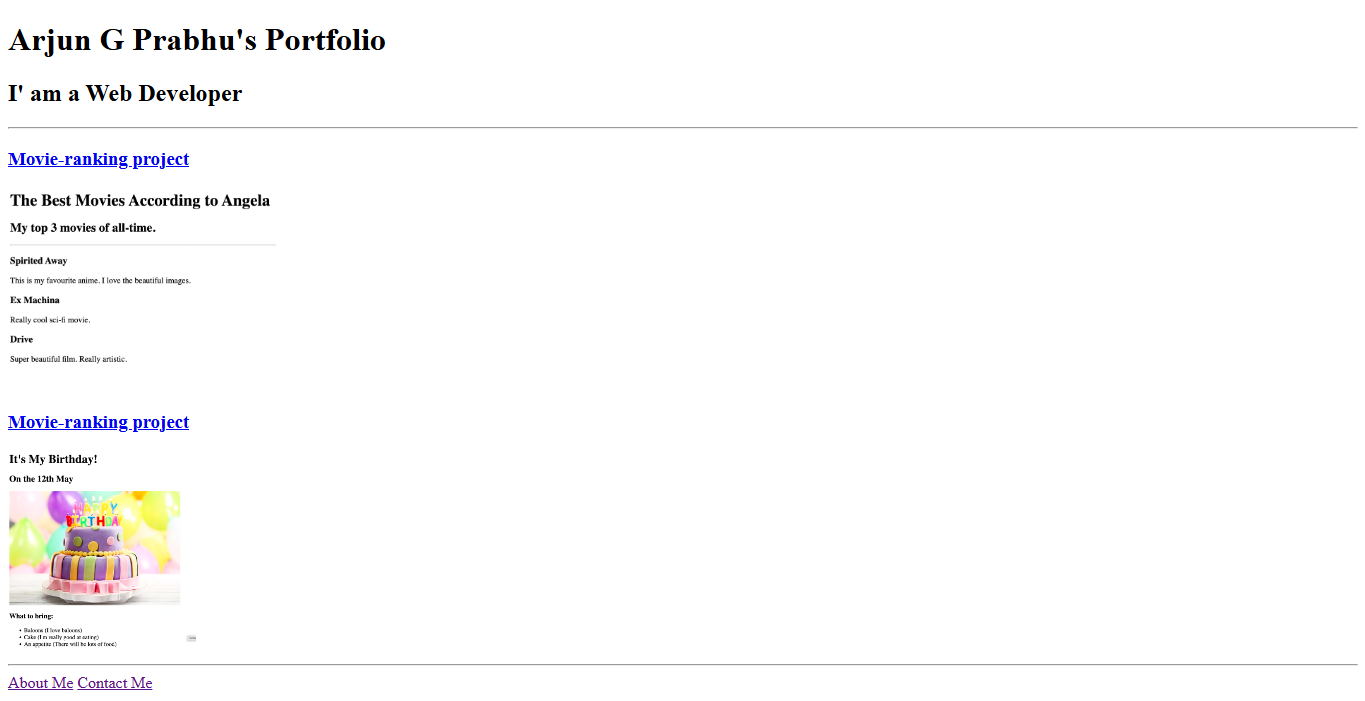 Arjun G Prabhu's Portfolio
I' am a Web Developer
Movie-ranking project
The Best Movies According to Angela
My top 3 movies of all-time.
Spirited Away
This is my favourite anime. I love the beautiful images.
Ex Machina
Really cool sci-fi movie.
Drive
Super beautiful film. Really artistic.
Movie-ranking project
It's My Birthday!
On the 12th May
HAPPY
BIRTHDAY
What to bring:
Baloons (I love baloons)
Cake (I'm really good at eating)
An appetite (There will be lots of food)
About Me Contact Me